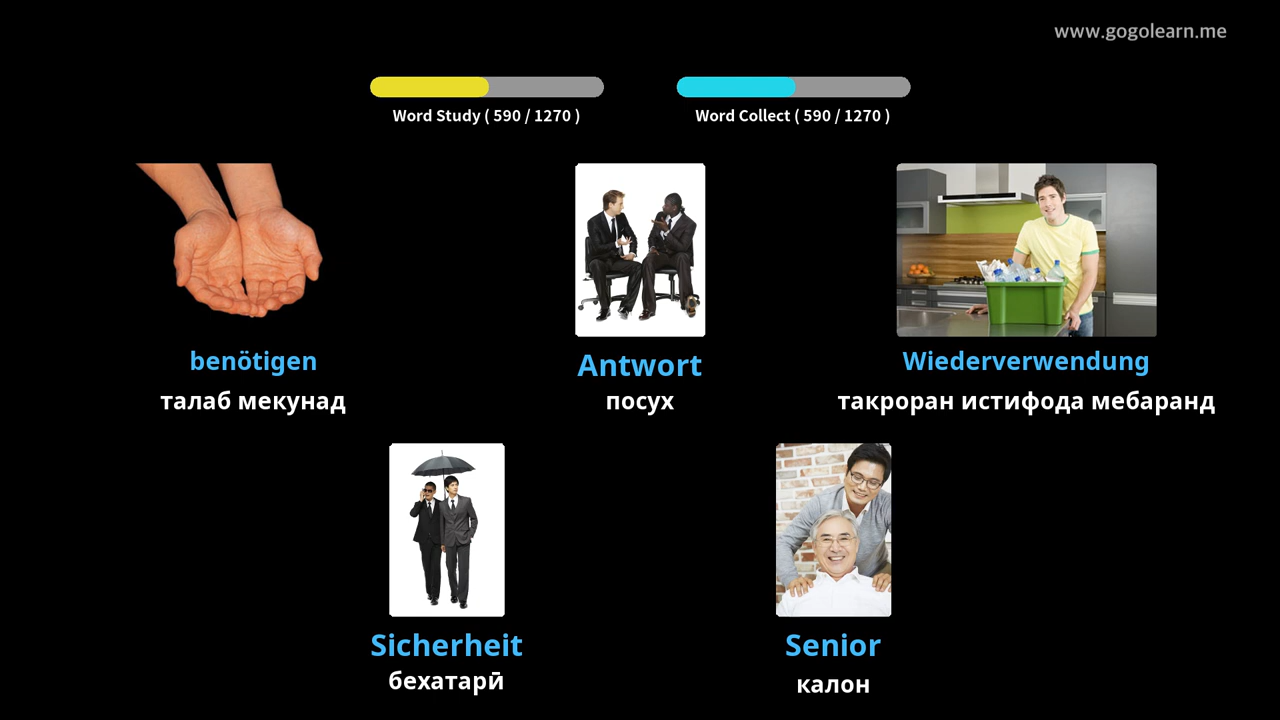 www.gogolearn.me
Word Study ( 590 / 1270 )
Word Collect ( 590 / 1270 )
benötigen
талаб мекунад
Antwort
посух
Wiederverwendung
такроран истифода мебаранд
Sicherheit
бехатарӣ
Senior
калон